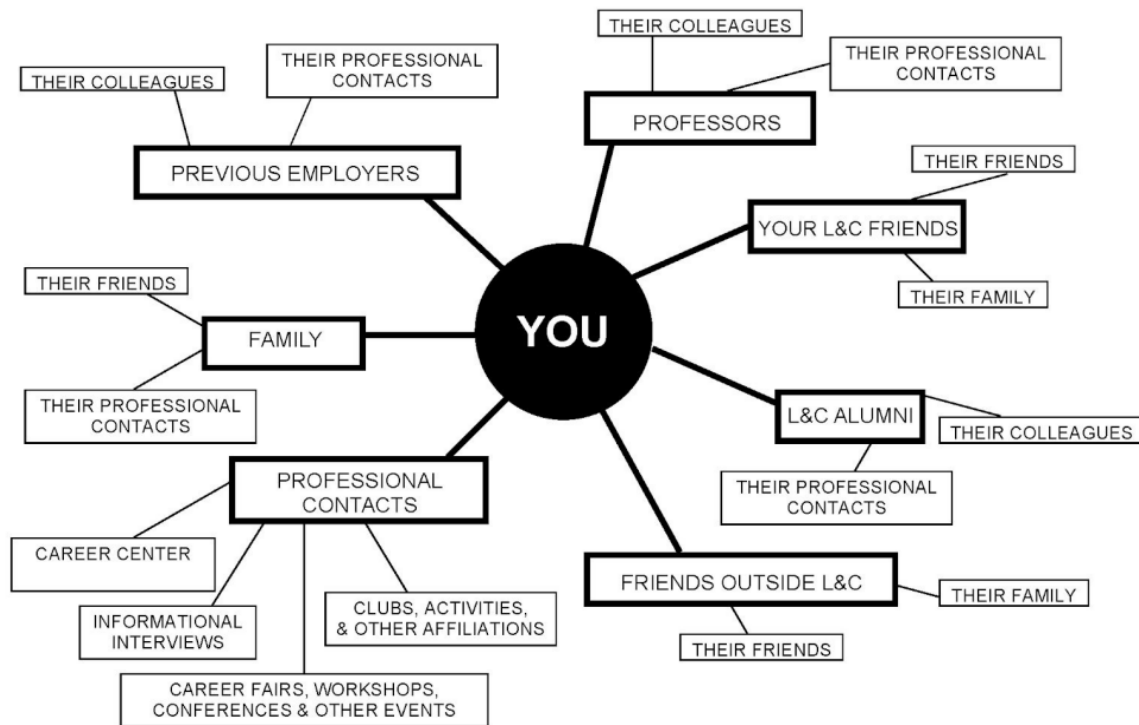 THEIR COLLEAGUES
THEIR PROFESSIONAL
CONTACTS
THEIR COLLEAGUES
THEIR PROFESSIONAL
CONTACTS
PROFESSORS
PREVIOUS EMPLOYERS
THEIR FRIENDS
YOUR L&C FRIENDS
THEIR FRIENDS
THEIR FAMILY
FAMILY
YOU
THEIR PROFESSIONAL
CONTACTS
L&C ALUMNI
THEIR COLLEAGUES
THEIR PROFESSIONAL
CONTACTS
PROFESSIONAL
CONTACTS
CAREER CENTER
INFORMATIONAL
INTERVIEWS
CLUBS, ACTIVITIES,
& OTHER AFFILIATIONS
CAREER FAIRS, WORKSHOPS,
CONFERENCES & OTHER EVENTS
FRIENDS OUTSIDE L&C
THEIR FAMILY
THEIR FRIENDS